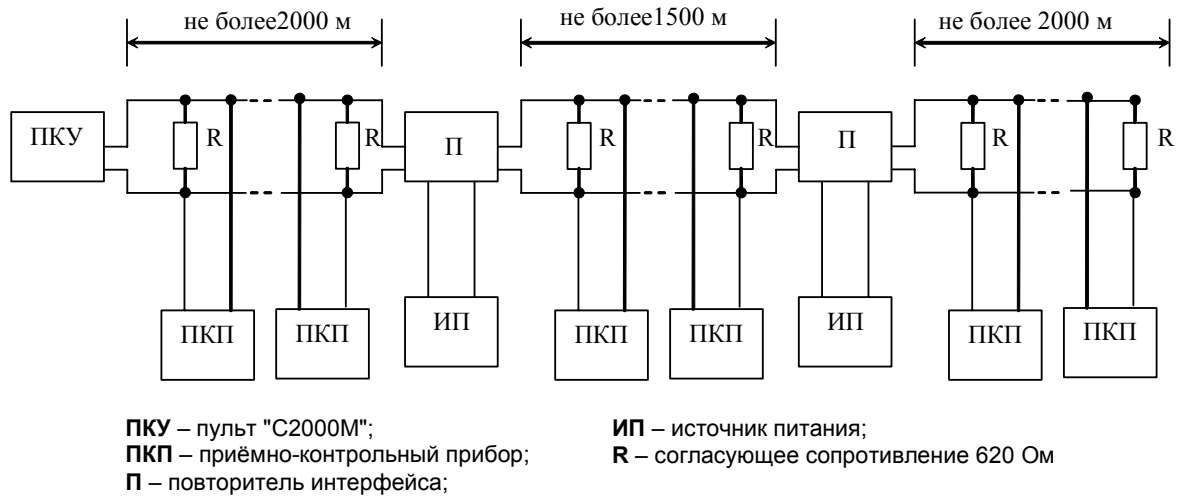 не более2000 м
не более1500 м
не более 2000 м
ПКУ
R
R
П
R
R
П
R
R
ПКП
ПКП
ИП
ПКП
ПКП
ИП
ПКП
ПКП
ПКУ – пульт "С2000М";
ПКП – приёмно-контрольный прибор;
П – повторитель интерфейса;
ИП – источник питания;
R – согласующее сопротивление 620 Ом